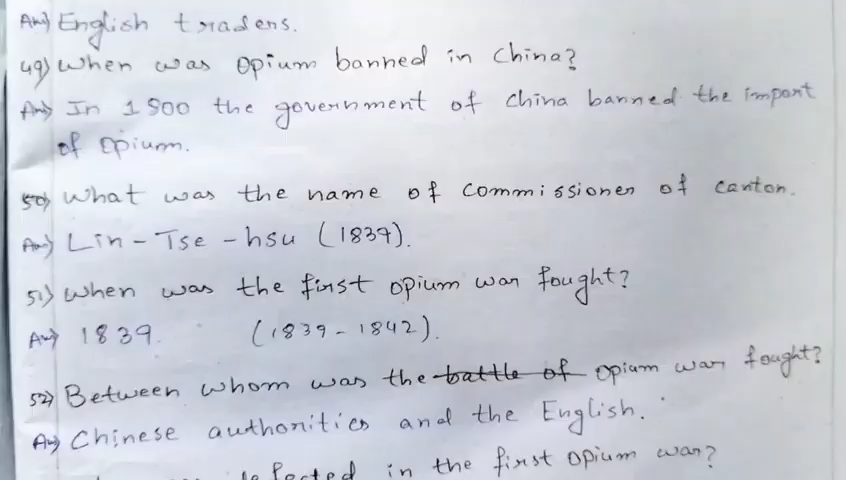 Ans) English traders.
49) When was opium banned in China?
Ans) In 1800 the government of china banned the import
of opium.
50) What was the name of commissioner of canton.
Ans) Lin-Tse-hsu (1839).
51) When was the first opium war fought?
Ans) 1839. (1839-1842).
52) Between whom was the battle of opium war fought?
Ans) Chinese authorities and the English.
defeated in the first opium war?